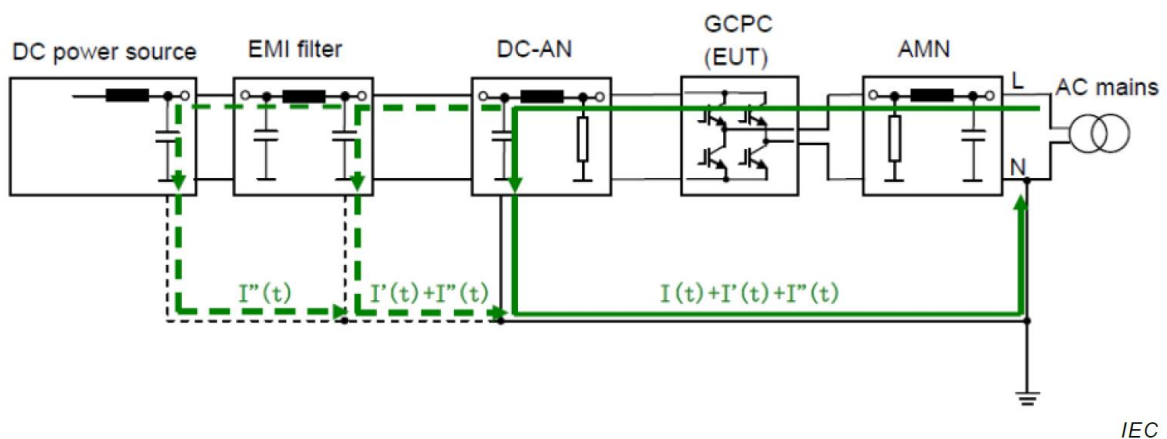 DC power source
EMI filter
DC-AN
GCPC
(EUT)
AMN
L
AC mains
N
I”(t)
I’(t)+I”(t)
I(t)+I’(t)+I”(t)
IEC